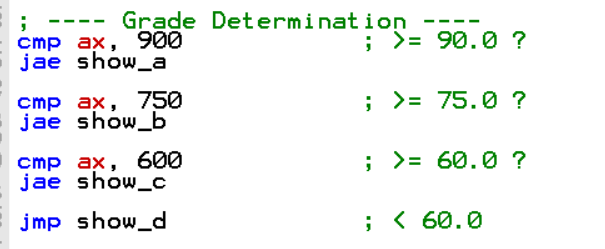 ; ---- Grade Determination ----
cmp ax, 900 ; >= 90.0 ?
jae show_a
cmp ax, 750 ; >= 75.0 ?
jae show_b
cmp ax, 600 ; >= 60.0 ?
jae show_c
jmp show_d ; < 60.0